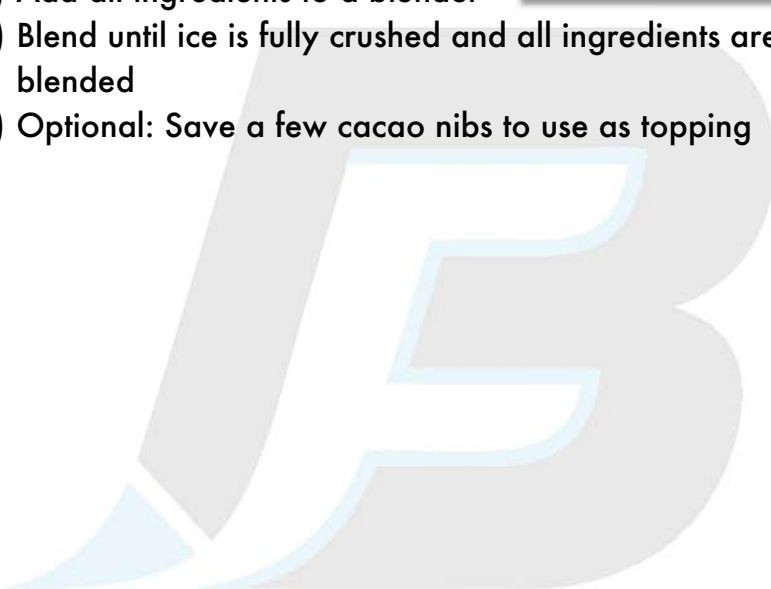 ) Add all ingredients to a blender
) Blend until ice is fully crushed and all ingredients are
blended
) Optional: Save a few cacao nibs to use as topping